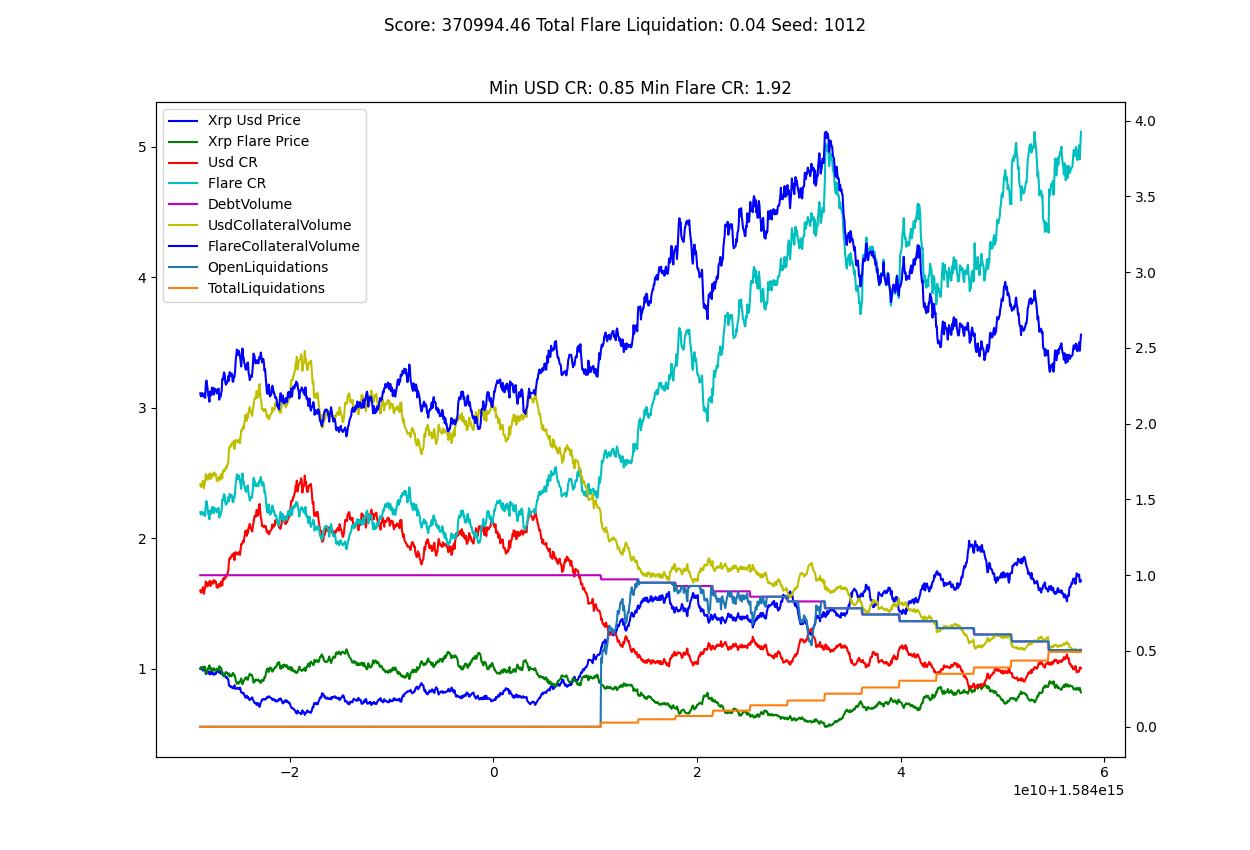 Score: 370994.46 Total Flare Liquidation: 0.04 Seed: 1012
Min USD CR: 0.85 Min Flare CR: 1.92
Xrp Usd Price
Xrp Flare Price
Usd CR
Flare CR
DebtVolume
UsdCollateralVolume
FlareCollateralVolume
OpenLiquidations
TotalLiquidations
5
4
3
2
1
4.0
3.5
3.0
2.5
2.0
1.5
1.0
0.5
0.0
−2
0
2
4
6
1e10+1.584e15